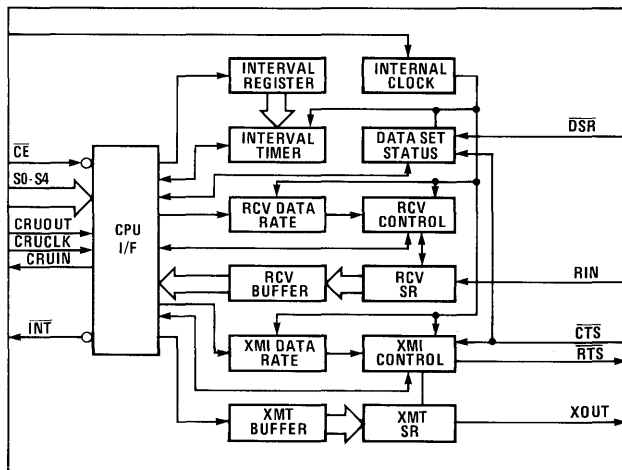 INTERVAL
REGISTER
INTERNAL
CLOCK
INTERVAL
TIMER
DATA SET
STATUS
DSR
CE
S0-S4
CPU
I/F
CRUOUT
CRUCLK
CRUIN
RCV DATA
RATE
RCV
CONTROL
RCV
BUFFER
RCV
SR
RIN
INT
XMI DATA
RATE
XMI
CONTROL
CTS
RTS
XMT
BUFFER
XMT
SR
XOUT